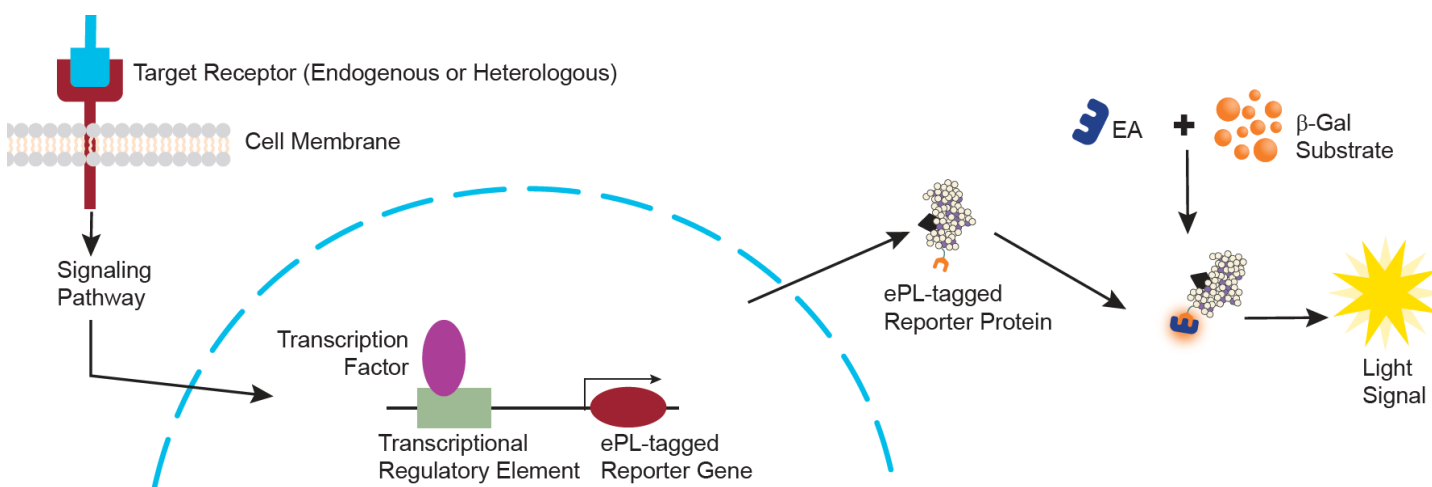 Target Receptor (Endogenous or Heterologous)
Cell Membrane
Signaling
Pathway
Transcription
Factor
Transcriptional
Regulatory Element
ePL-tagged
Reporter Gene
ePL-tagged
Reporter Protein
EA
β-Gal
Substrate
Light
Signal